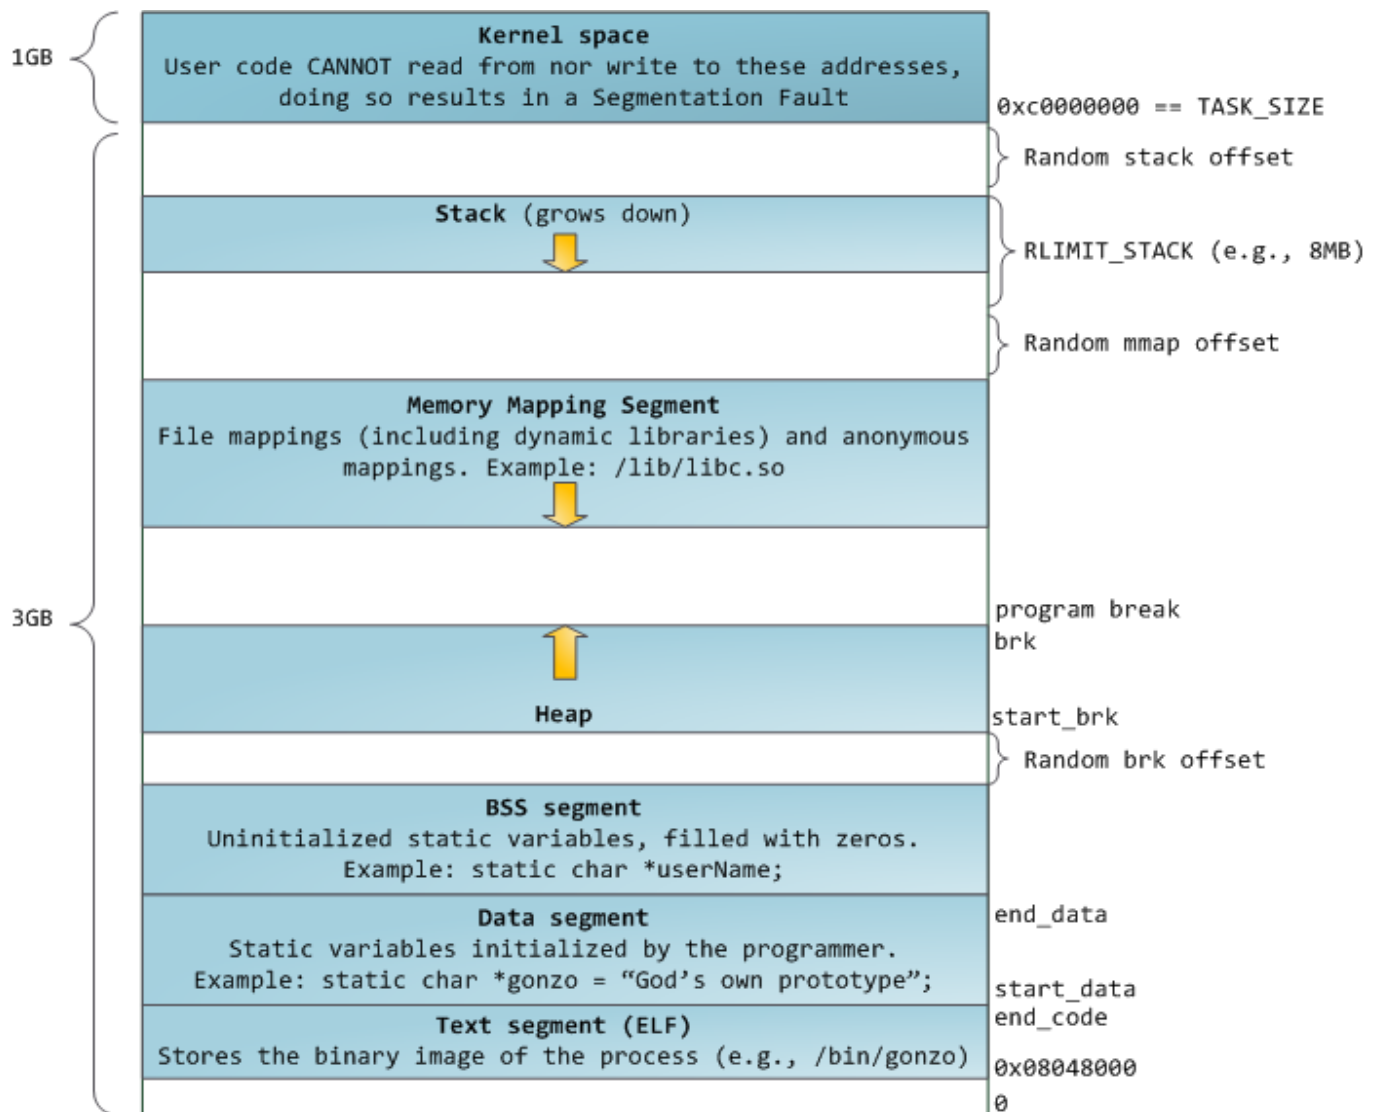 1GB
Kernel space
User code CANNOT read from nor write to these addresses,
doing so results in a Segmentation Fault
0xc0000000 == TASK_SIZE
Random stack offset
Stack (grows down)
RLIMIT_STACK (e.g., 8MB)
Random mmap offset
Memory Mapping Segment
File mappings (including dynamic libraries) and anonymous
mappings. Example: /lib/libc.so
3GB
program break
brk
Heap
start_brk
Random brk offset
BSS segment
Uninitialized static variables, filled with zeros.
Example: static char *userName;
Data segment
end_data
Static variables initialized by the programmer.
Example: static char *gonzo = “God’s own prototype”;
start_data
end_code
Text segment (ELF)
Stores the binary image of the process (e.g., /bin/gonzo)
0x08048000
0